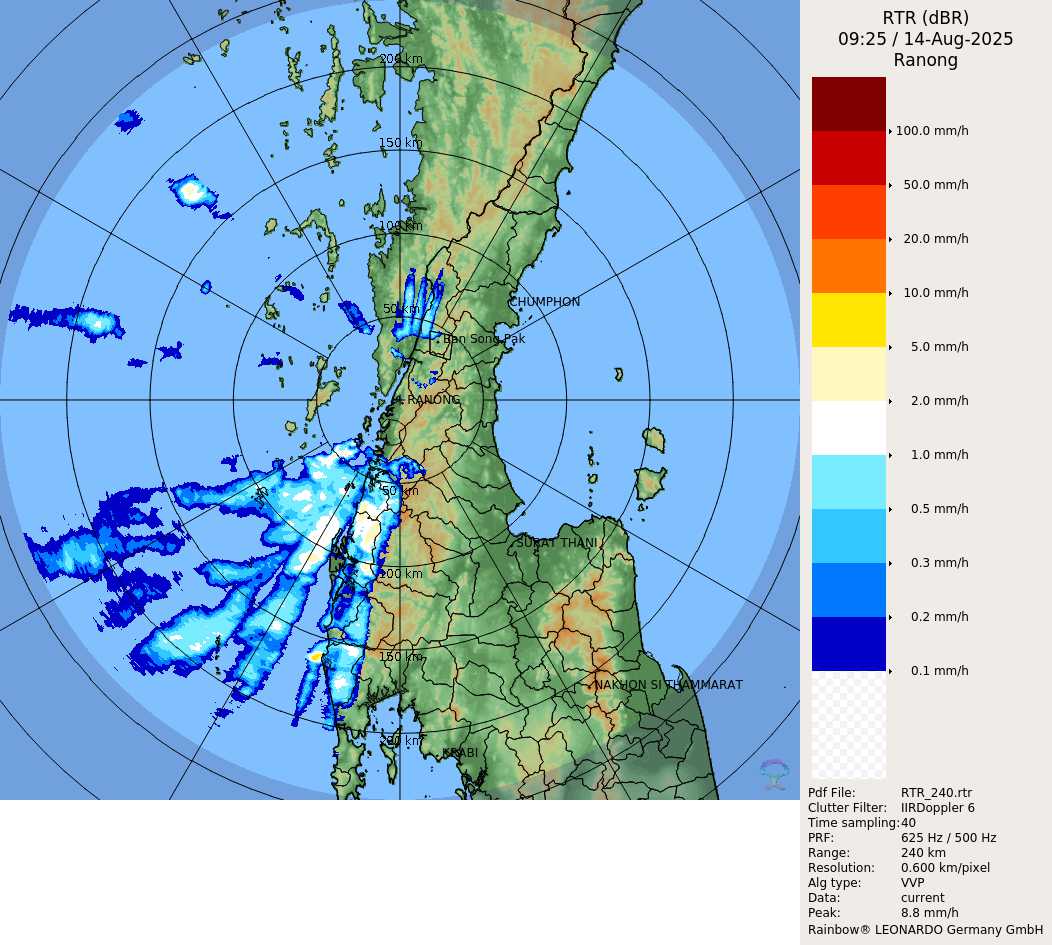 RTR (dBR)
09:25 / 14-Aug-2025
Ranong
100.0 mm/h
50.0 mm/h
20.0 mm/h
10.0 mm/h
5.0 mm/h
2.0 mm/h
1.0 mm/h
0.5 mm/h
0.3 mm/h
0.2 mm/h
0.1 mm/h
Pdf File: RTR_240.rtr
Clutter Filter: IIRDoppler 6
Time sampling:40
PRF: 625 Hz / 500 Hz
Range: 240 km
Resolution: 0.600 km/pixel
Alg type: VVP
Data: current
Peak: 8.8 mm/h
Rainbow® LEONARDO Germany GmbH
200 km
150 km
100 km
CHUMPHON
50 km
Ban Song Pak
RANONG
50 km
SURAT THANI
100 km
150 km
NAKHON SI THAMMARAT
200 km
KRABI